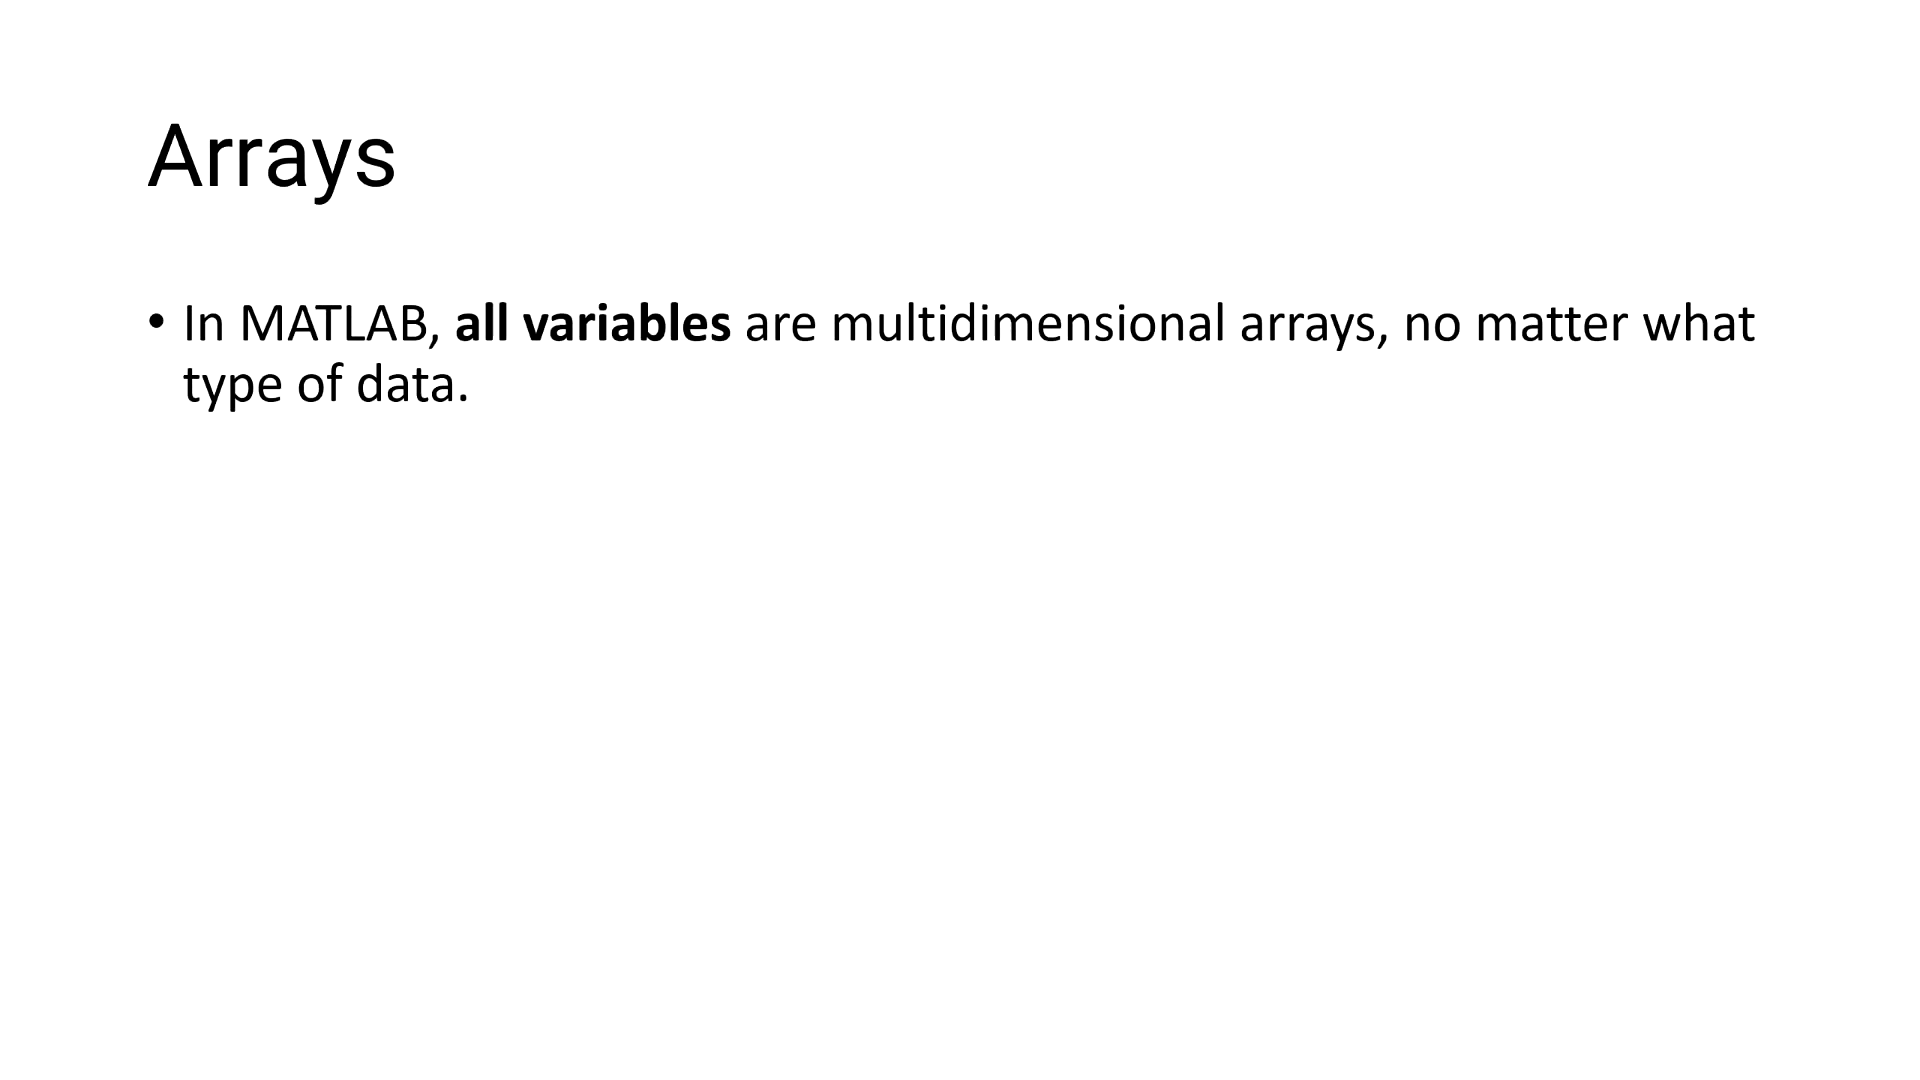 Arrays
• In MATLAB, all variables are multidimensional arrays, no matter what
type of data.